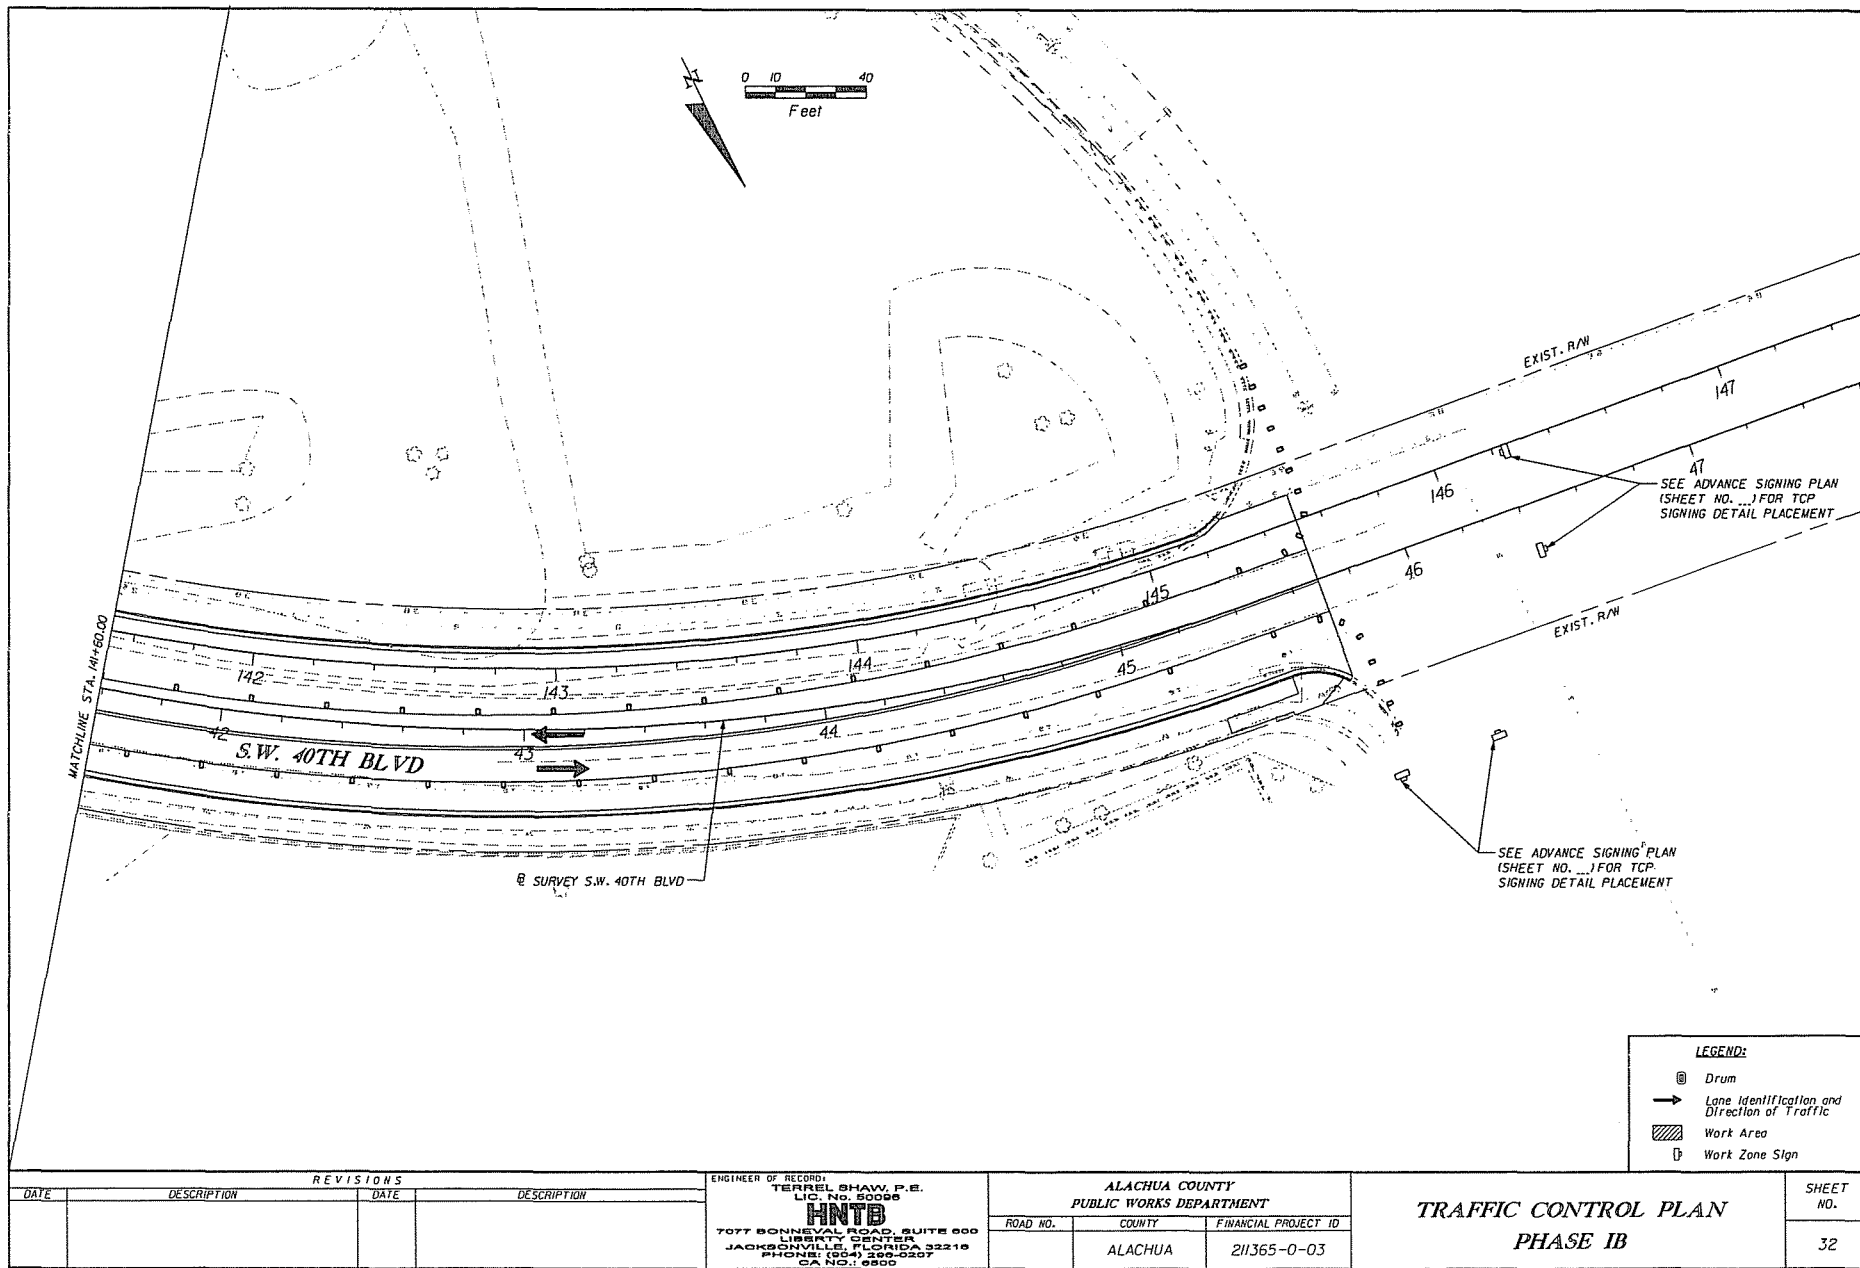 N
0 10 40
Feet
EXIST. R/W
147
47
146
46
SEE ADVANCE SIGNING PLAN
(SHEET NO. __) FOR TCP
SIGNING DETAIL PLACEMENT
EXIST. R/W
145
45
144
44
143
43
142
42
MATCHLINE STA. 141+60.00
S.W. 40TH BLVD
SURVEY S.W. 40TH BLVD
SEE ADVANCE SIGNING PLAN
(SHEET NO. __) FOR TCP
SIGNING DETAIL PLACEMENT
LEGEND:
Drum
Lane Identification and
Direction of Traffic
Work Area
Work Zone Sign
REVISIONS
DATE DESCRIPTION DATE DESCRIPTION
ENGINEER OF RECORD:
TERREL SHAW, P.E.
LIC. No. 50096
HNTB
7077 BONNEVAL ROAD, SUITE 600
LIBERTY CENTER
JACKSONVILLE, FLORIDA 32216
PHONE: (904) 296-0207
CA NO.: 6500
ALACHUA COUNTY
PUBLIC WORKS DEPARTMENT
ROAD NO. COUNTY FINANCIAL PROJECT ID
ALACHUA 211365-0-03
TRAFFIC CONTROL PLAN
PHASE IB
SHEET
NO.
32